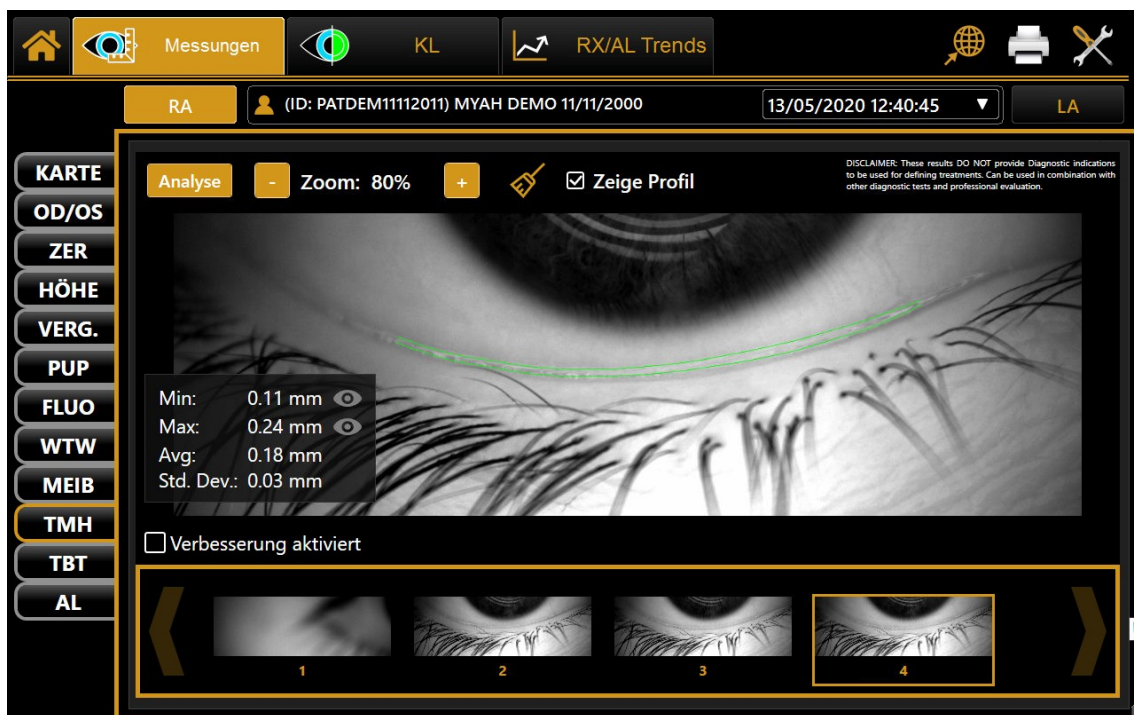 Messungen
KL
RX/AL Trends
RA
(ID: PATDEM11112011) MYAH DEMO 11/11/2000
13/05/2020 12:40:45
LA
KARTE
OD/OS
ZER
HÖHE
VERG.
PUP
FLUO
WTW
MEIB
TMH
TBT
AL
Analyse
-
Zoom: 80%
+
Zeige Profil
DISCLAIMER: These results DO NOT provide Diagnostic indications
to be used for defining treatments. Can be used in combination with
other diagnostic tests and professional evaluation.
Min: 0.11 mm
Max: 0.24 mm
Avg: 0.18 mm
Std. Dev.: 0.03 mm
Verbesserung aktiviert
1
2
3
4